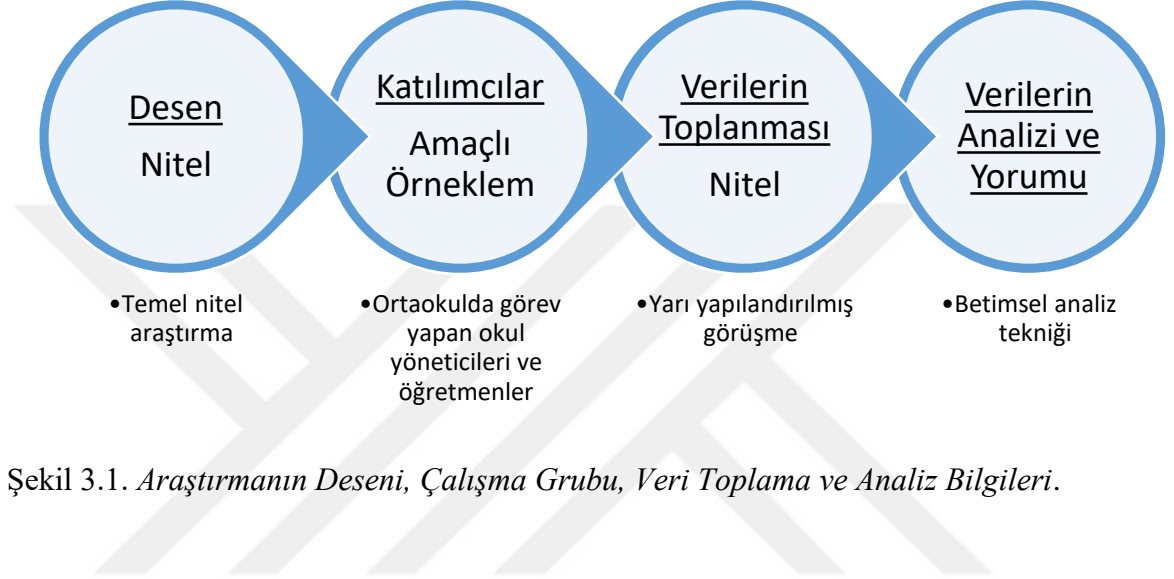 Desen
Nitel
Katılımcılar
Amaçlı
Örneklem
Verilerin
Toplanması
Nitel
Verilerin
Analizi ve
Yorumu
•Temel nitel
araştırma
•Ortaokulda görev
yapan okul
yöneticileri ve
öğretmenler
•Yarı yapılandırılmış
görüşme
•Betimsel analiz
tekniği
Şekil 3.1. Araştırmanın Deseni, Çalışma Grubu, Veri Toplama ve Analiz Bilgileri.